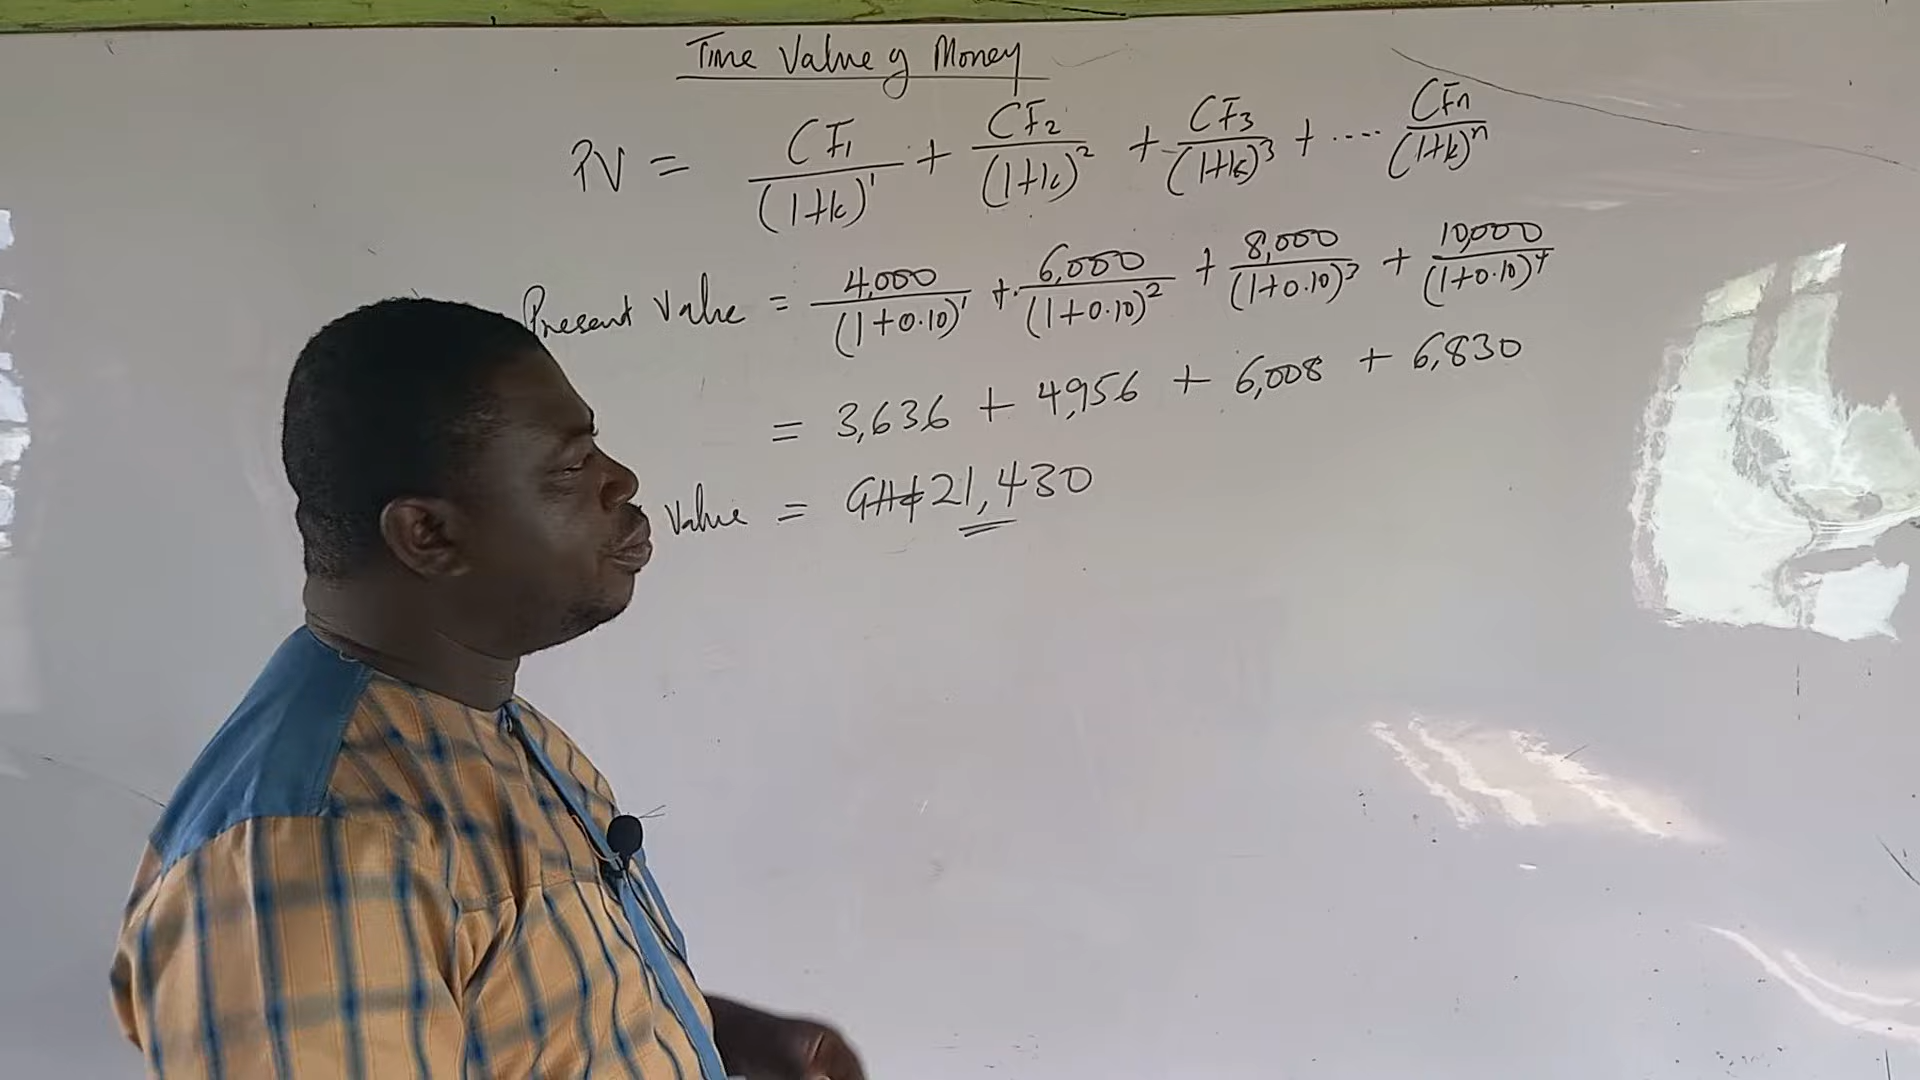 Time Value of Money
PV = CF1/(1+k)^1 + CF2/(1+k)^2 + CF3/(1+k)^3 + .... CFn/(1+k)^n
Present Value = 4,000/(1+0.10)^1 + 6,000/(1+0.10)^2 + 8,000/(1+0.10)^3 + 10,000/(1+0.10)^4
= 3,636 + 4,956 + 6,008 + 6,830
Value = GH¢21,430